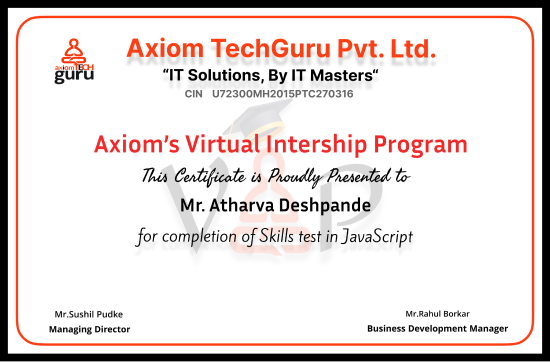 axiomTECH
guru
Axiom TechGuru Pvt. Ltd.
“IT Solutions, By IT Masters“
CIN U72300MH2015PTC270316
Axiom’s Virtual Intership Program
This Certificate is Proudly Presented to
Mr. Atharva Deshpande
V P
for completion of Skills test in JavaScript
Mr.Sushil Pudke
Managing Director
Mr.Rahul Borkar
Business Development Manager